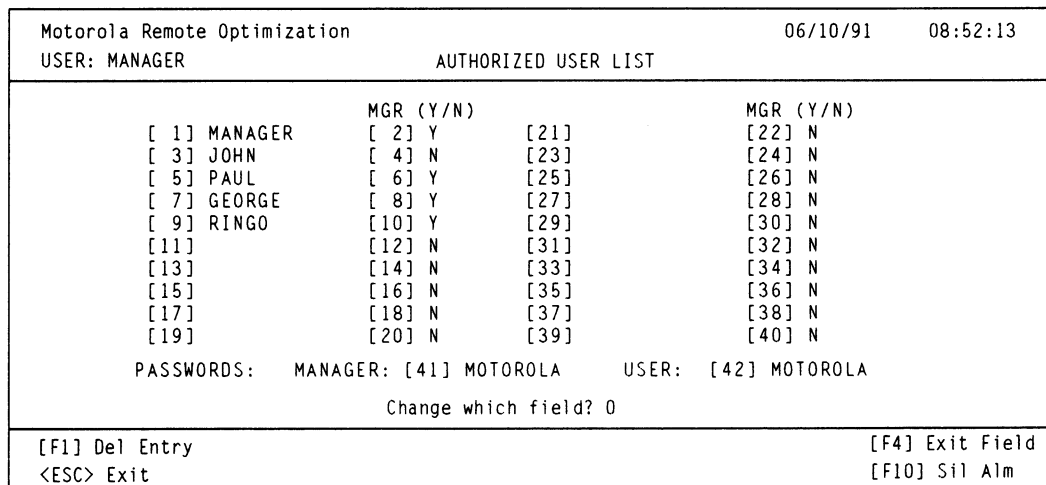 Motorola Remote Optimization 06/10/91 08:52:13
USER: MANAGER AUTHORIZED USER LIST
MGR (Y/N) MGR (Y/N)
[ 1] MANAGER [ 2] Y [21] [22] N
[ 3] JOHN [ 4] N [23] [24] N
[ 5] PAUL [ 6] Y [25] [26] N
[ 7] GEORGE [ 8] Y [27] [28] N
[ 9] RINGO [10] Y [29] [30] N
[11] [12] N [31] [32] N
[13] [14] N [33] [34] N
[15] [16] N [35] [36] N
[17] [18] N [37] [38] N
[19] [20] N [39] [40] N
PASSWORDS: MANAGER: [41] MOTOROLA USER: [42] MOTOROLA
Change which field? 0
[F1] Del Entry [F4] Exit Field
<ESC> Exit [F10] Sil Alm